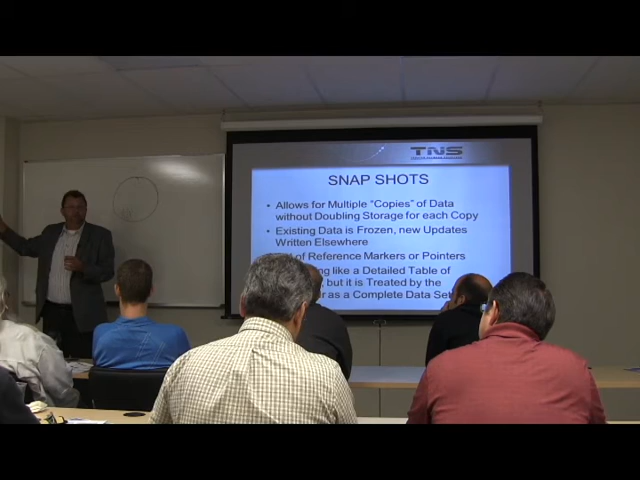 TNS
SNAP SHOTS
• Allows for Multiple “Copies” of Data
without Doubling Storage for each Copy
• Existing Data is Frozen, new Updates
Written Elsewhere
of Reference Markers or Pointers
like a Detailed Table of
but it is Treated by the
as a Complete Data